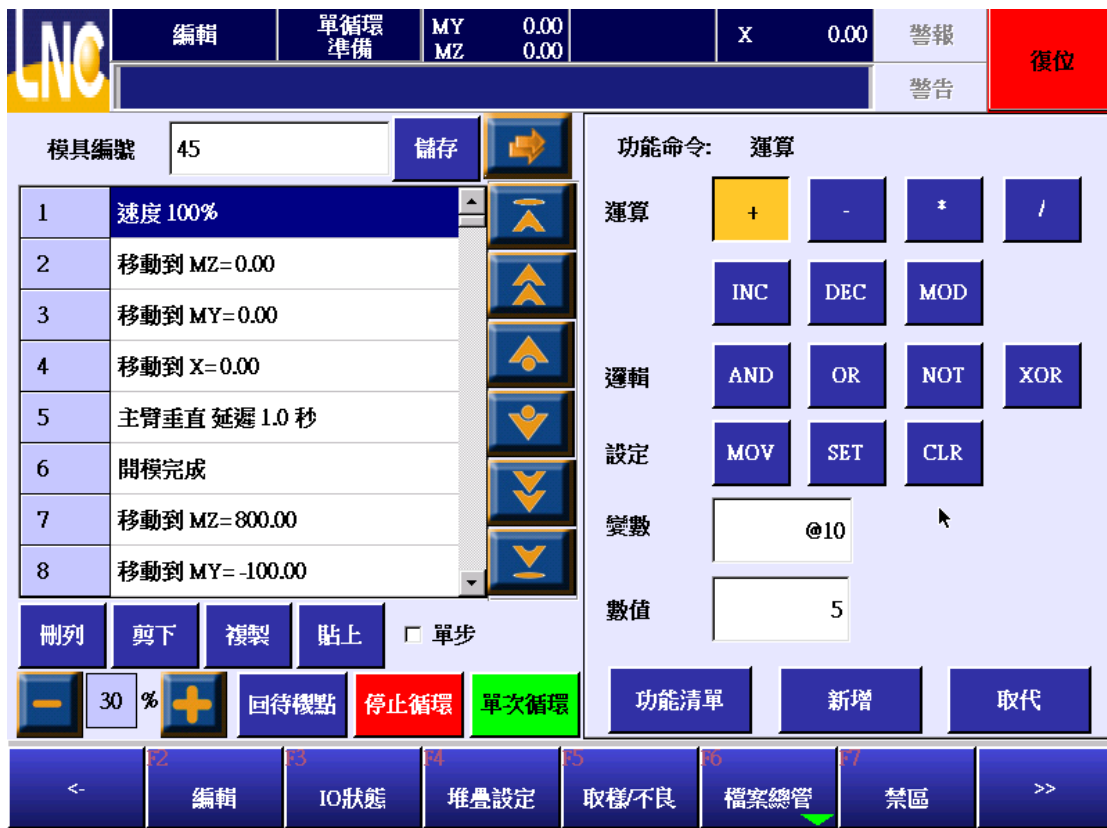 LNC
編輯
單循環
準備
MY 0.00
MZ 0.00
X 0.00
警報
警告
復位
模具編號 45 儲存
功能命令: 運算
1 速度 100%
2 移動到 MZ=0.00
3 移動到 MY=0.00
4 移動到 X=0.00
5 主臂垂直 延遲 1.0 秒
6 開模完成
7 移動到 MZ=800.00
8 移動到 MY=-100.00
運算 + - * /
INC DEC MOD
邏輯 AND OR NOT XOR
設定 MOV SET CLR
變數 @10
數值 5
刪列 剪下 複製 貼上 單步
30 % 回待機點 停止循環 單次循環
功能清單 新增 取代
<-
F2 編輯
F3 IO狀態
F4 堆疊設定
F5 取樣/不良
F6 檔案總管
F7 禁區
>>